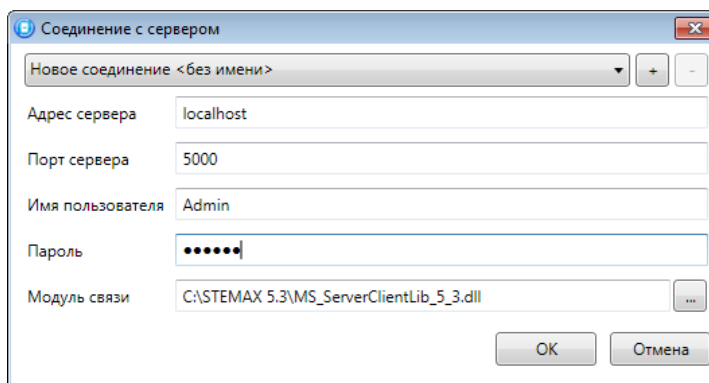 Соединение с сервером
Новое соединение <без имени>
+ -
Адрес сервера localhost
Порт сервера 5000
Имя пользователя Admin
Пароль ••••••
Модуль связи C:\STEMAX 5.3\MS_ServerClientLib_5_3.dll ...
OK Отмена